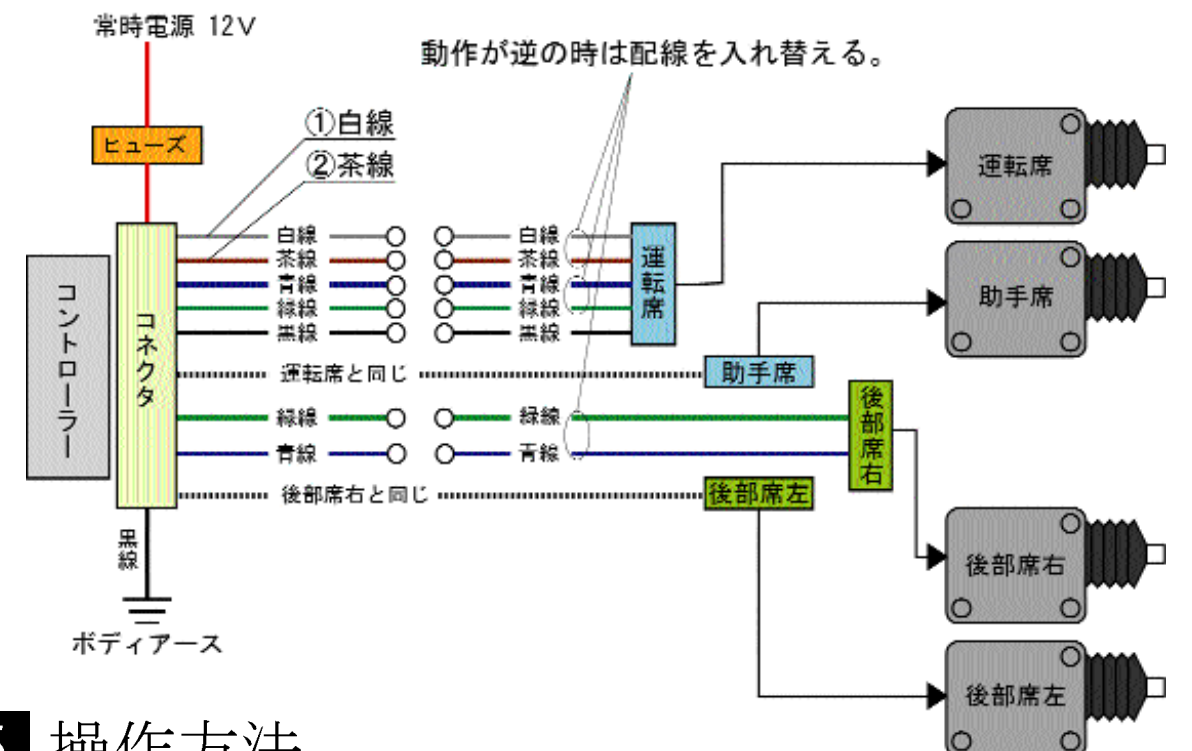 常時電源 12V
動作が逆の時は配線を入れ替える。
ヒューズ
①白線
②茶線
コントローラー
コネクタ
白線 白線
茶線 茶線
青線 青線
緑線 緑線
黒線 黒線
運転席
運転席と同じ
助手席
緑線 緑線
青線 青線
後部席右
後部席右と同じ
後部席左
黒線
ボディアース
運転席
助手席
後部席右
後部席左
操作方法